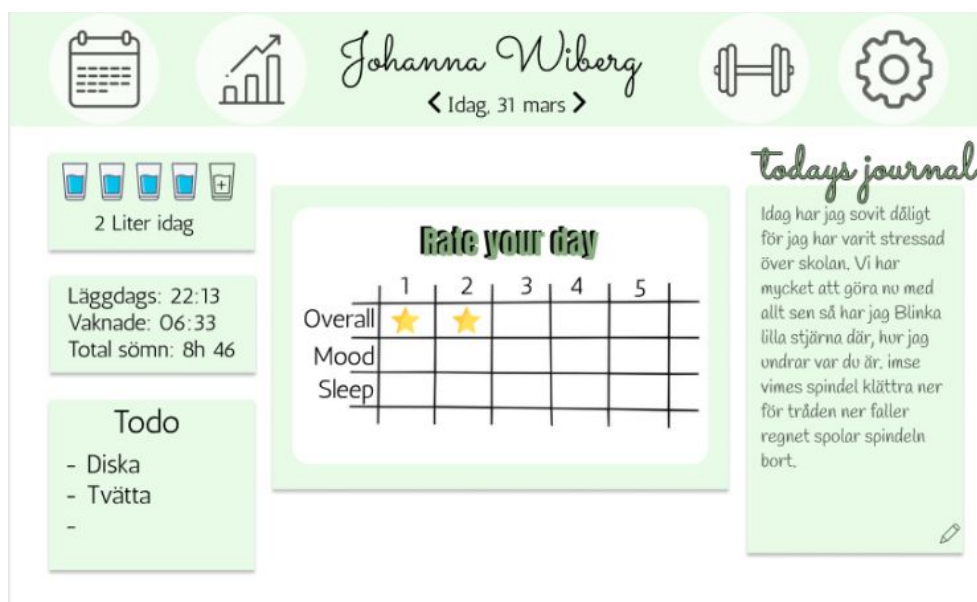 Johanna Wiberg
< Idag, 31 mars >
2 Liter idag
Läggdags: 22:13
Vaknade: 06:33
Total sömn: 8h 46
Todo
- Diska
- Tvätta
-
Rate your day
1 2 3 4 5
Overall
Mood
Sleep
todays journal
Idag har jag sovit dåligt
för jag har varit stressad
över skolan. Vi har
mycket att göra nu med
allt sen så har jag Blinka
lilla stjärna där, hur jag
undrar var du är. imse
vimes spindel klättra ner
för tråden ner faller
regnet spolar spindeln
bort.